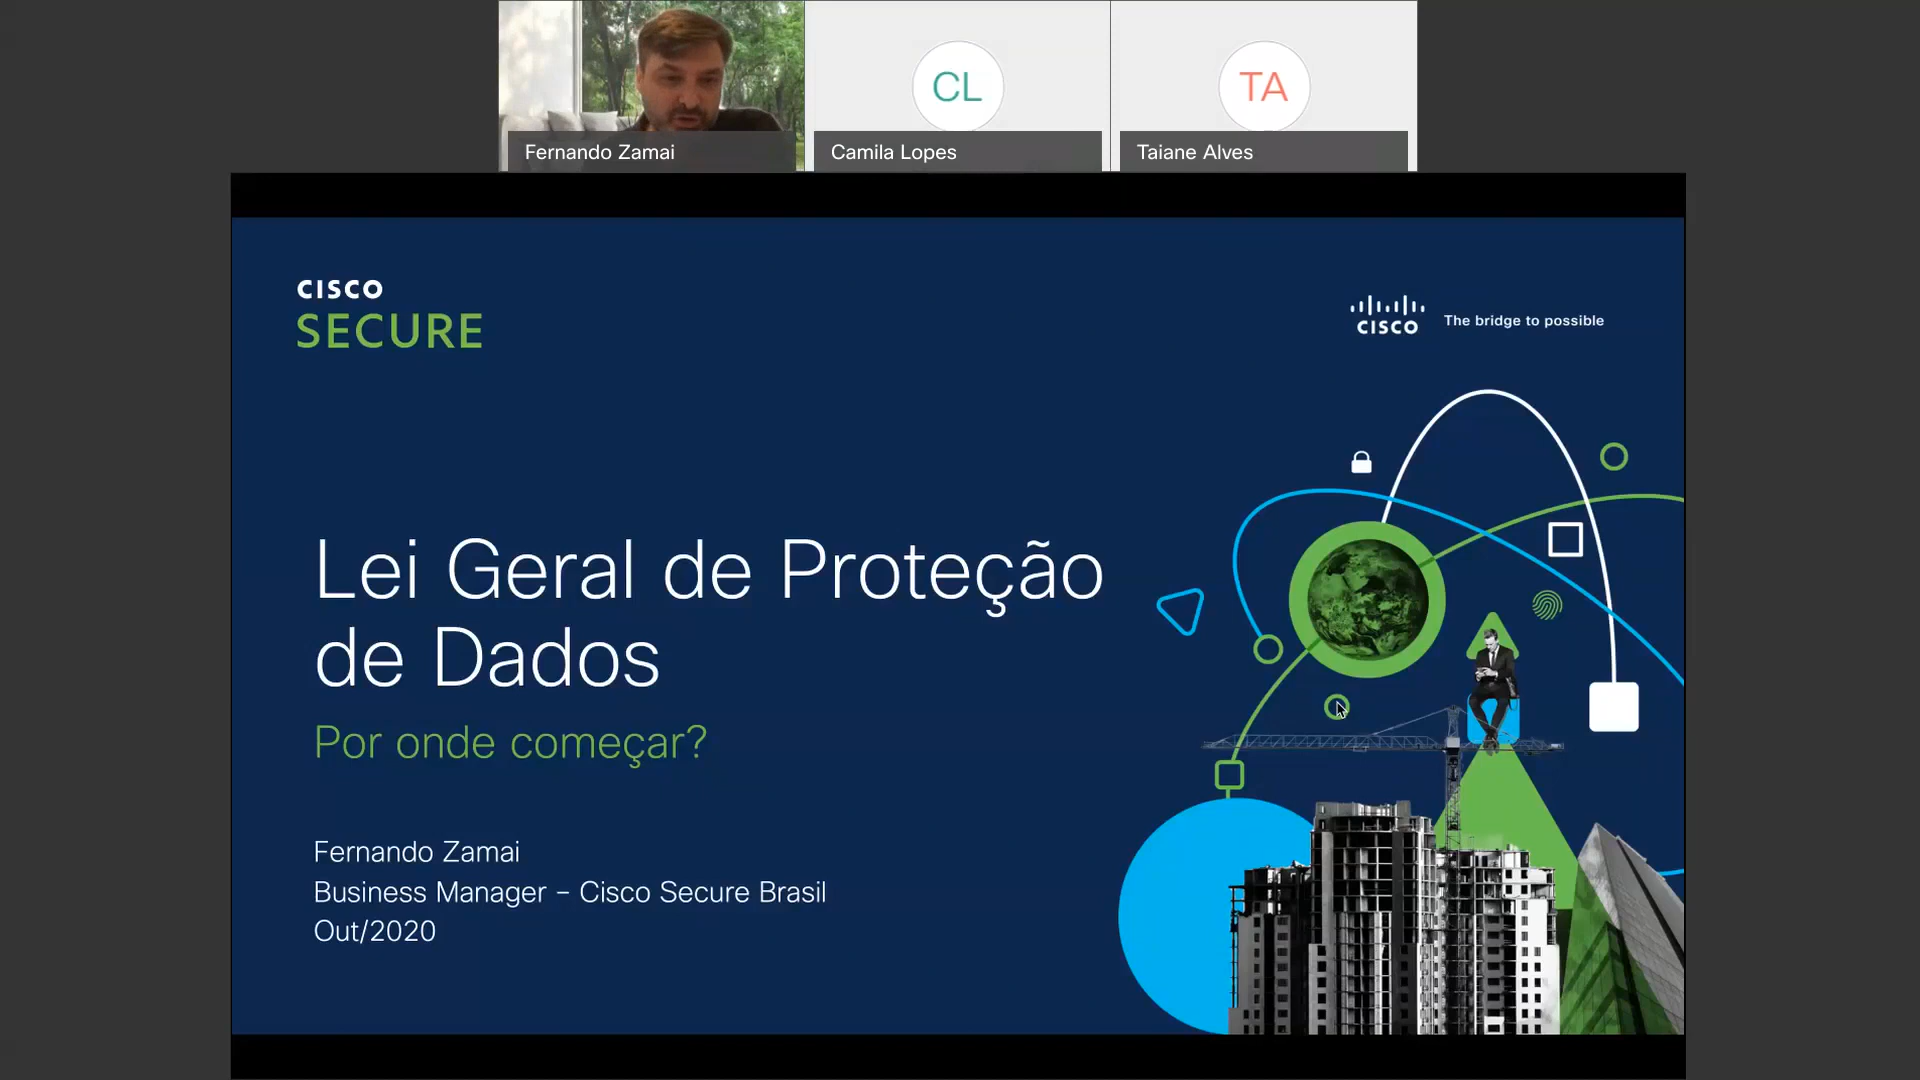 CL
TA
Fernando Zamai
Camila Lopes
Taiane Alves
CISCO
SECURE
CISCO
The bridge to possible
Lei Geral de Proteção
de Dados
Por onde começar?
Fernando Zamai
Business Manager – Cisco Secure Brasil
Out/2020